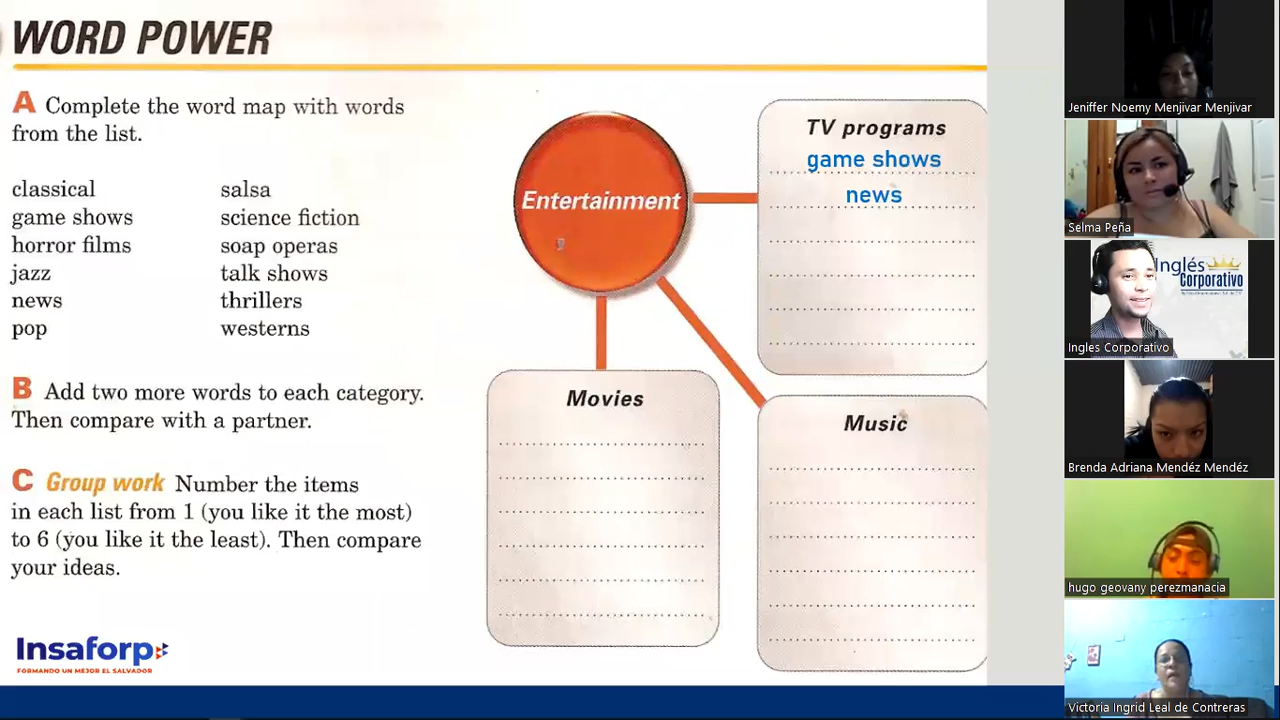 WORD POWER
A Complete the word map with words
from the list.
classical
game shows
horror films
jazz
news
pop
salsa
science fiction
soap operas
talk shows
thrillers
westerns
B Add two more words to each category.
Then compare with a partner.
C Group work Number the items
in each list from 1 (you like it the most)
to 6 (you like it the least). Then compare
your ideas.
Insaforp
FORMANDO UN MEJOR EL SALVADOR
Entertainment
TV programs
game shows
news
Movies
Music
Jeniffer Noemy Menjivar Menjivar
Selma Peña
Inglés
Corporativo
Ingles Corporativo
Brenda Adriana Mendéz Mendéz
hugo geovany perezmanacia
Victoria Ingrid Leal de Contreras